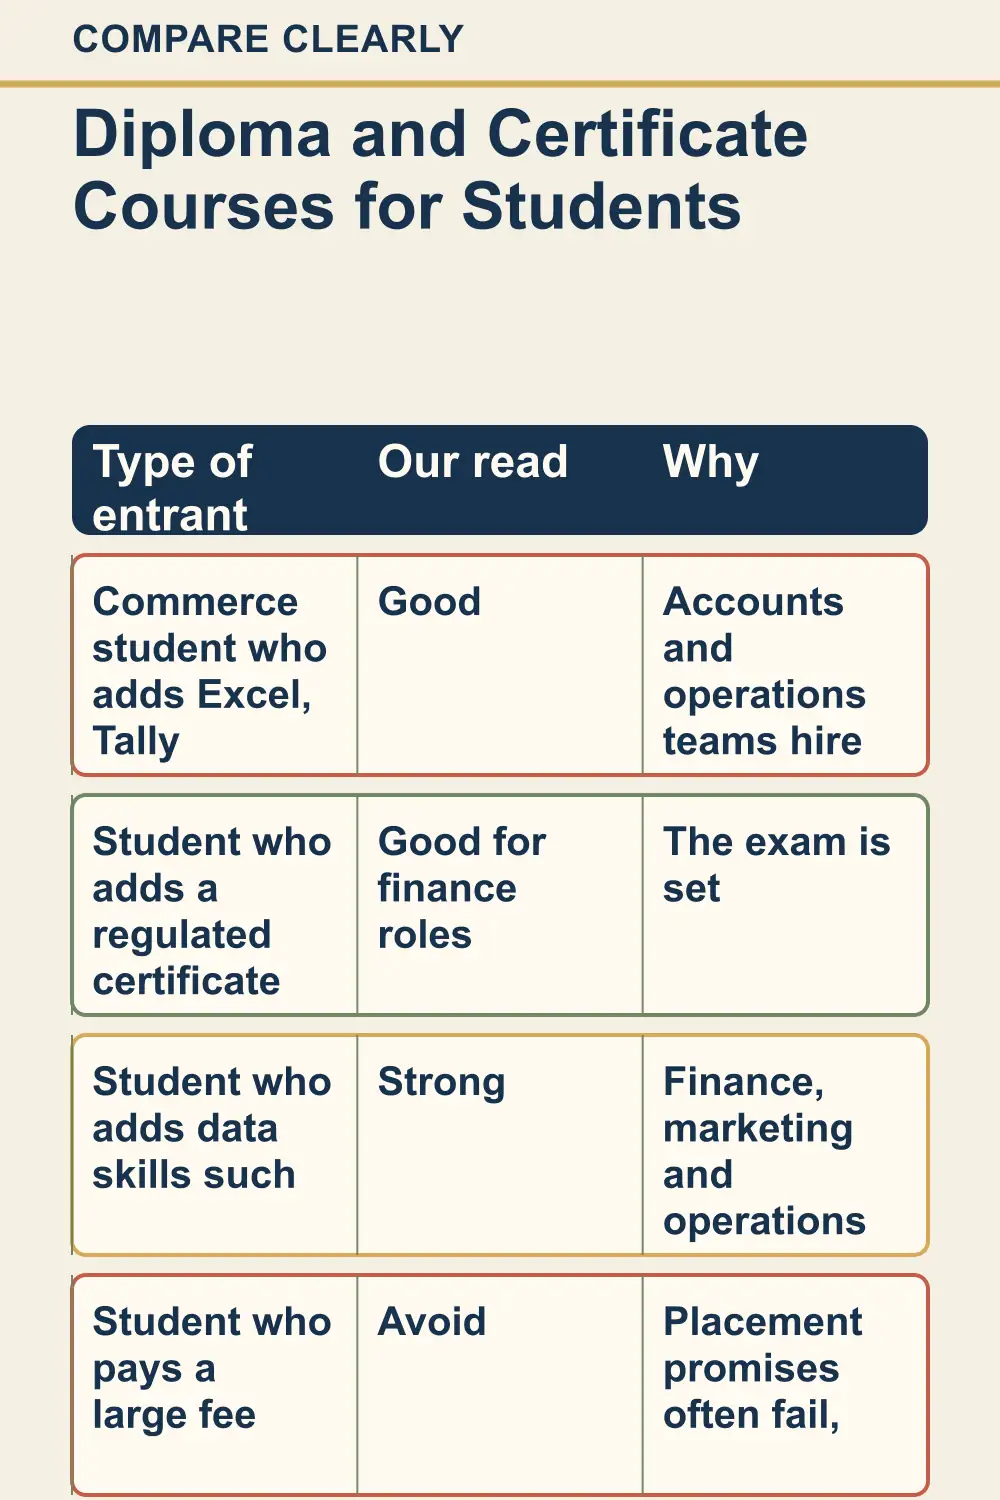 COMPARE CLEARLY
Diploma and Certificate
Courses for Students
Type of
entrant
Our read
Why
Commerce
student who
adds Excel,
Tally
Good
Accounts
and
operations
teams hire
Student who
adds a
regulated
certificate
Good for
finance
roles
The exam is
set
Student who
adds data
skills such
Strong
Finance,
marketing
and
operations
Student who
pays a
large fee
Avoid
Placement
promises
often fail,